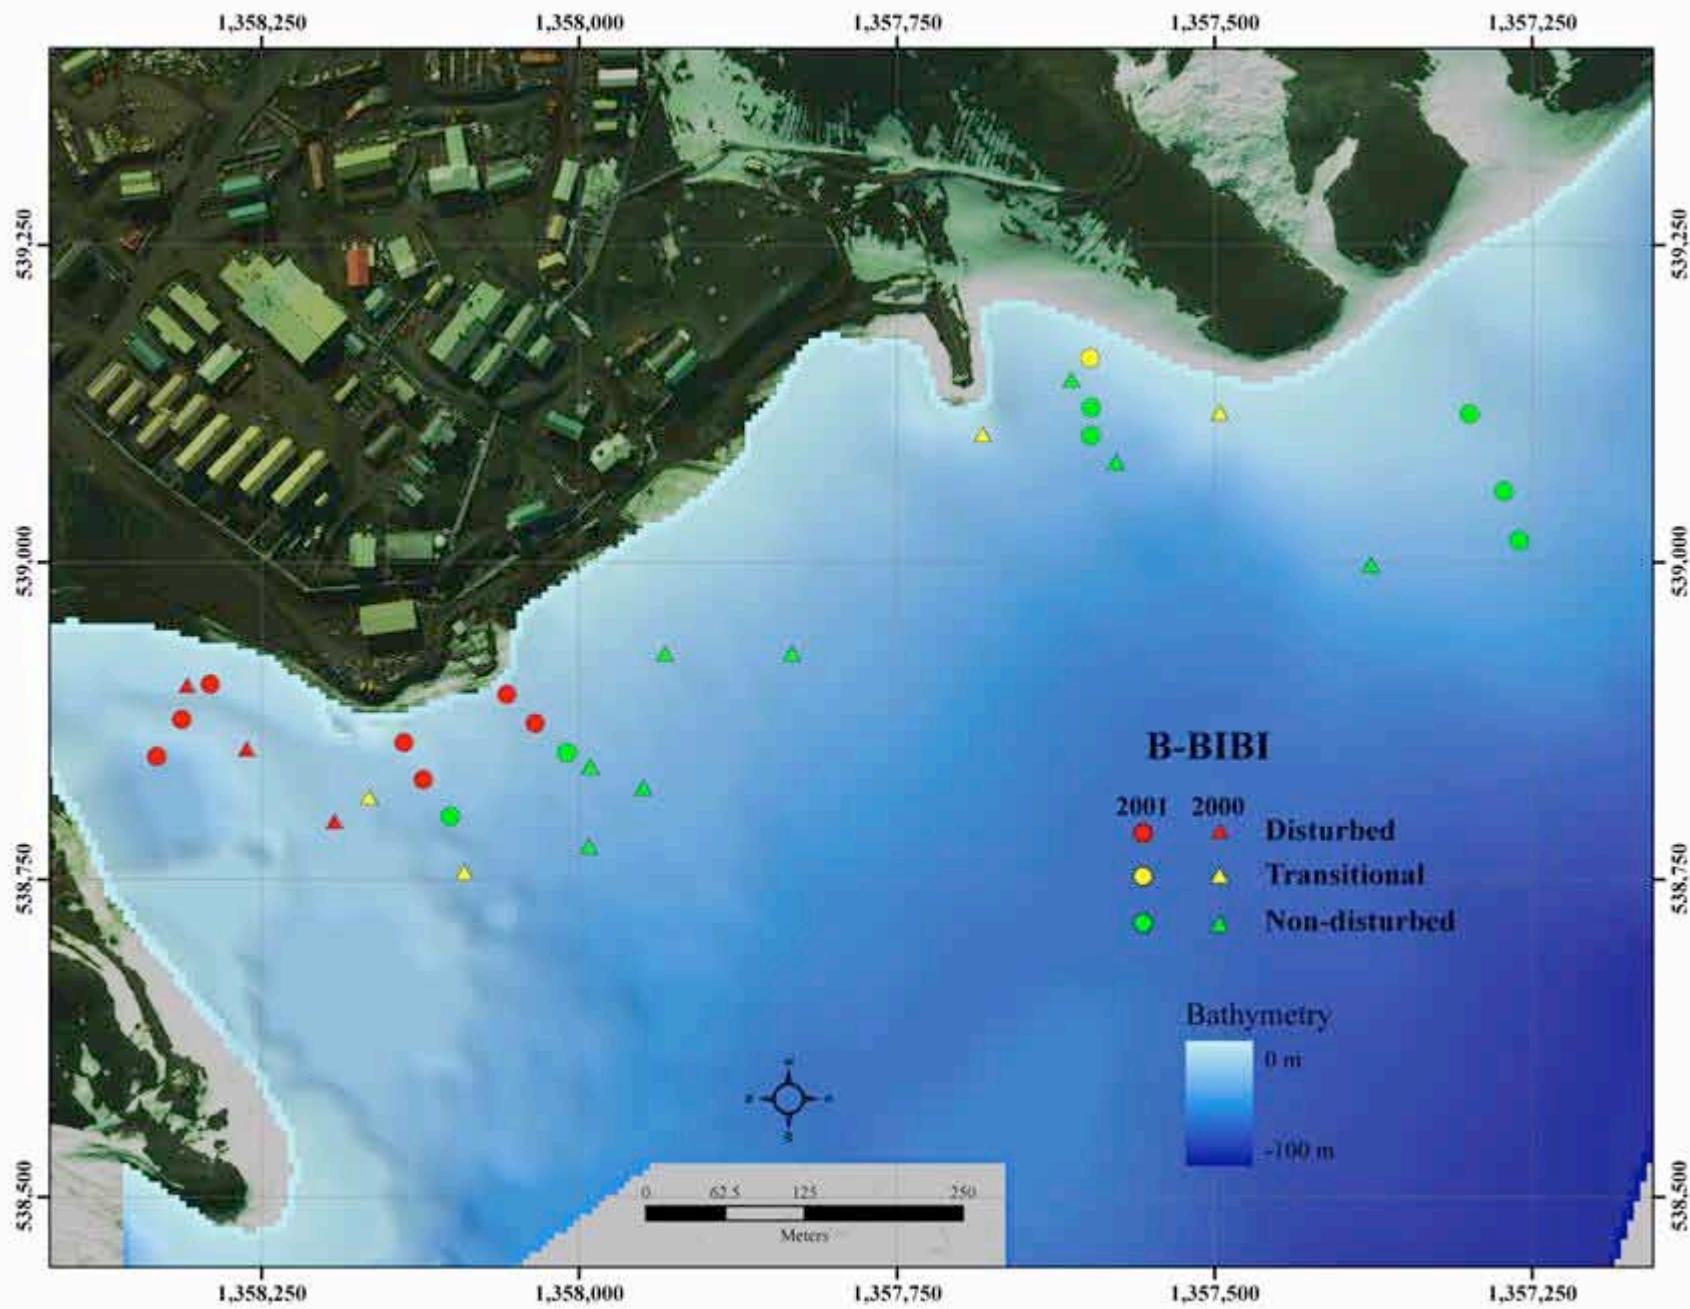 1,358,250 1,358,000 1,357,750 1,357,500 1,357,250
539,250 539,250
539,000 539,000
B-BIBI
2001 2000
Disturbed
Transitional
Non-disturbed
538,750 538,750
Bathymetry
0 m
-100 m
538,500 538,500
0 62.5 125 250
Meters
1,358,250 1,358,000 1,357,750 1,357,500 1,357,250